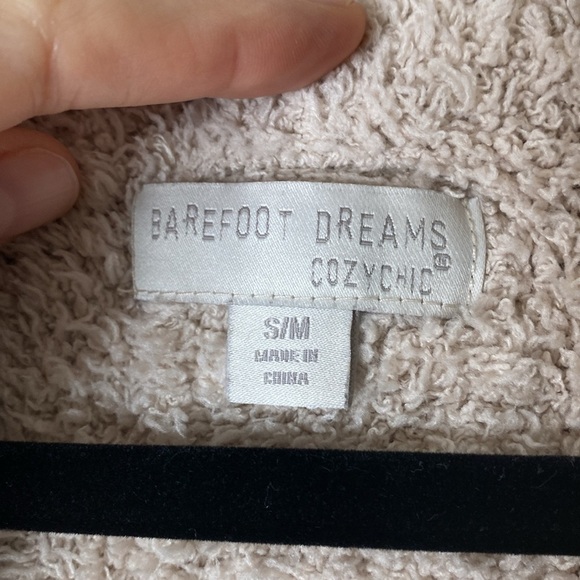 BAREFOOT DREAMS
COZYCHIC®
S/M
MADE IN
CHINA